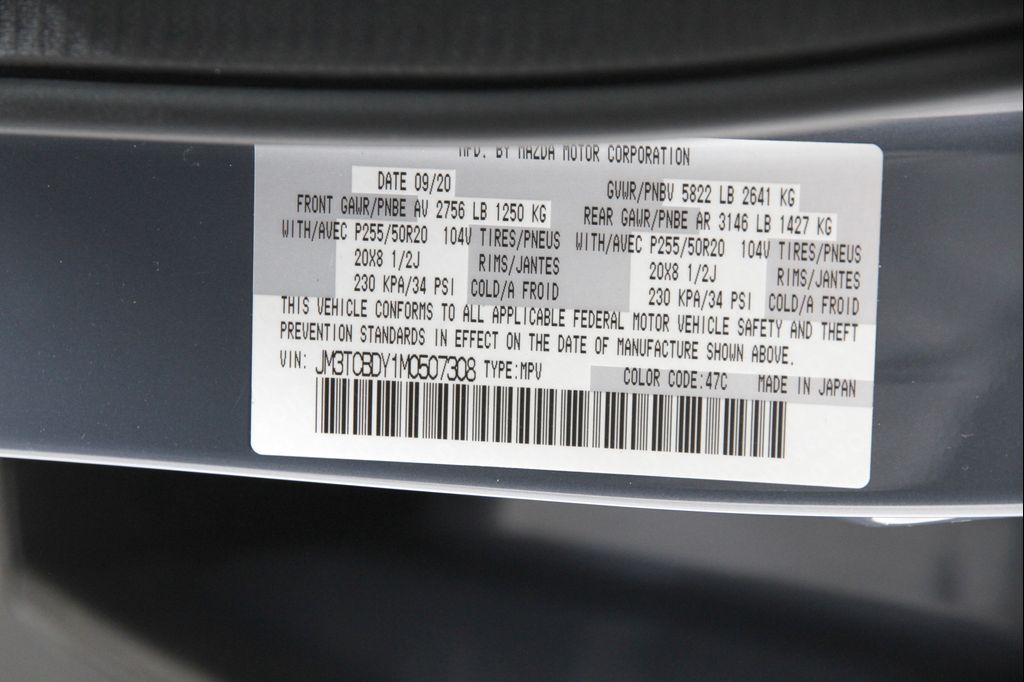 MFD. BY MAZDA MOTOR CORPORATION
DATE 09/20 GVWR/PNBV 5822 LB 2641 KG
FRONT GAWR/PNBE AV 2756 LB 1250 KG REAR GAWR/PNBE AR 3146 LB 1427 KG
WITH/AVEC P255/50R20 104V TIRES/PNEUS WITH/AVEC P255/50R20 104V TIRES/PNEUS
20X8 1/2J RIMS/JANTES 20X8 1/2J RIMS/JANTES
230 KPA/34 PSI COLD/A FROID 230 KPA/34 PSI COLD/A FROID
THIS VEHICLE CONFORMS TO ALL APPLICABLE FEDERAL MOTOR VEHICLE SAFETY AND THEFT
PREVENTION STANDARDS IN EFFECT ON THE DATE OF MANUFACTURE SHOWN ABOVE.
VIN: JM3TCBDY1M0507308 TYPE:MPV COLOR CODE:47C MADE IN JAPAN